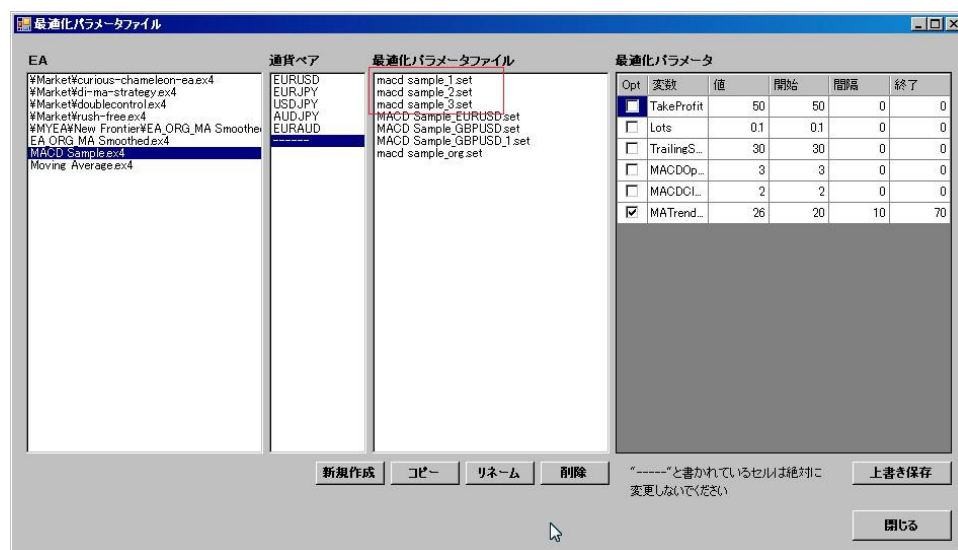 最適化パラメータファイル
EA
¥Market¥curious-chameleon-ea.ex4
¥Market¥di-ma-strategy.ex4
¥Market¥doublecontrol.ex4
¥Market¥rush-free.ex4
¥MYEA¥New Frontier¥EA_ORG_MA Smoothe
EA_ORG_MA Smoothed.ex4
MACD Sample.ex4
Moving Average.ex4
通貨ペア
EURUSD
EURJPY
USDJPY
AUDJPY
EURAUD
------
最適化パラメータファイル
macd sample_1.set
macd sample_2.set
macd sample_3.set
MACD Sample_EURUSD.set
MACD Sample_GBPUSD.set
MACD Sample_GBPUSD_1.set
macd sample_org.set
最適化パラメータ
Opt 変数 値 開始 間隔 終了
TakeProfit 50 50 0 0
Lots 0.1 0.1 0 0
TrailingS... 30 30 0 0
MACDOp... 3 3 0 0
MACDCl... 2 2 0 0
MATrend... 26 20 10 70
新規作成 コピー リネーム 削除
"-----"と書かれているセルは絶対に
変更しないでください
上書き保存
閉じる